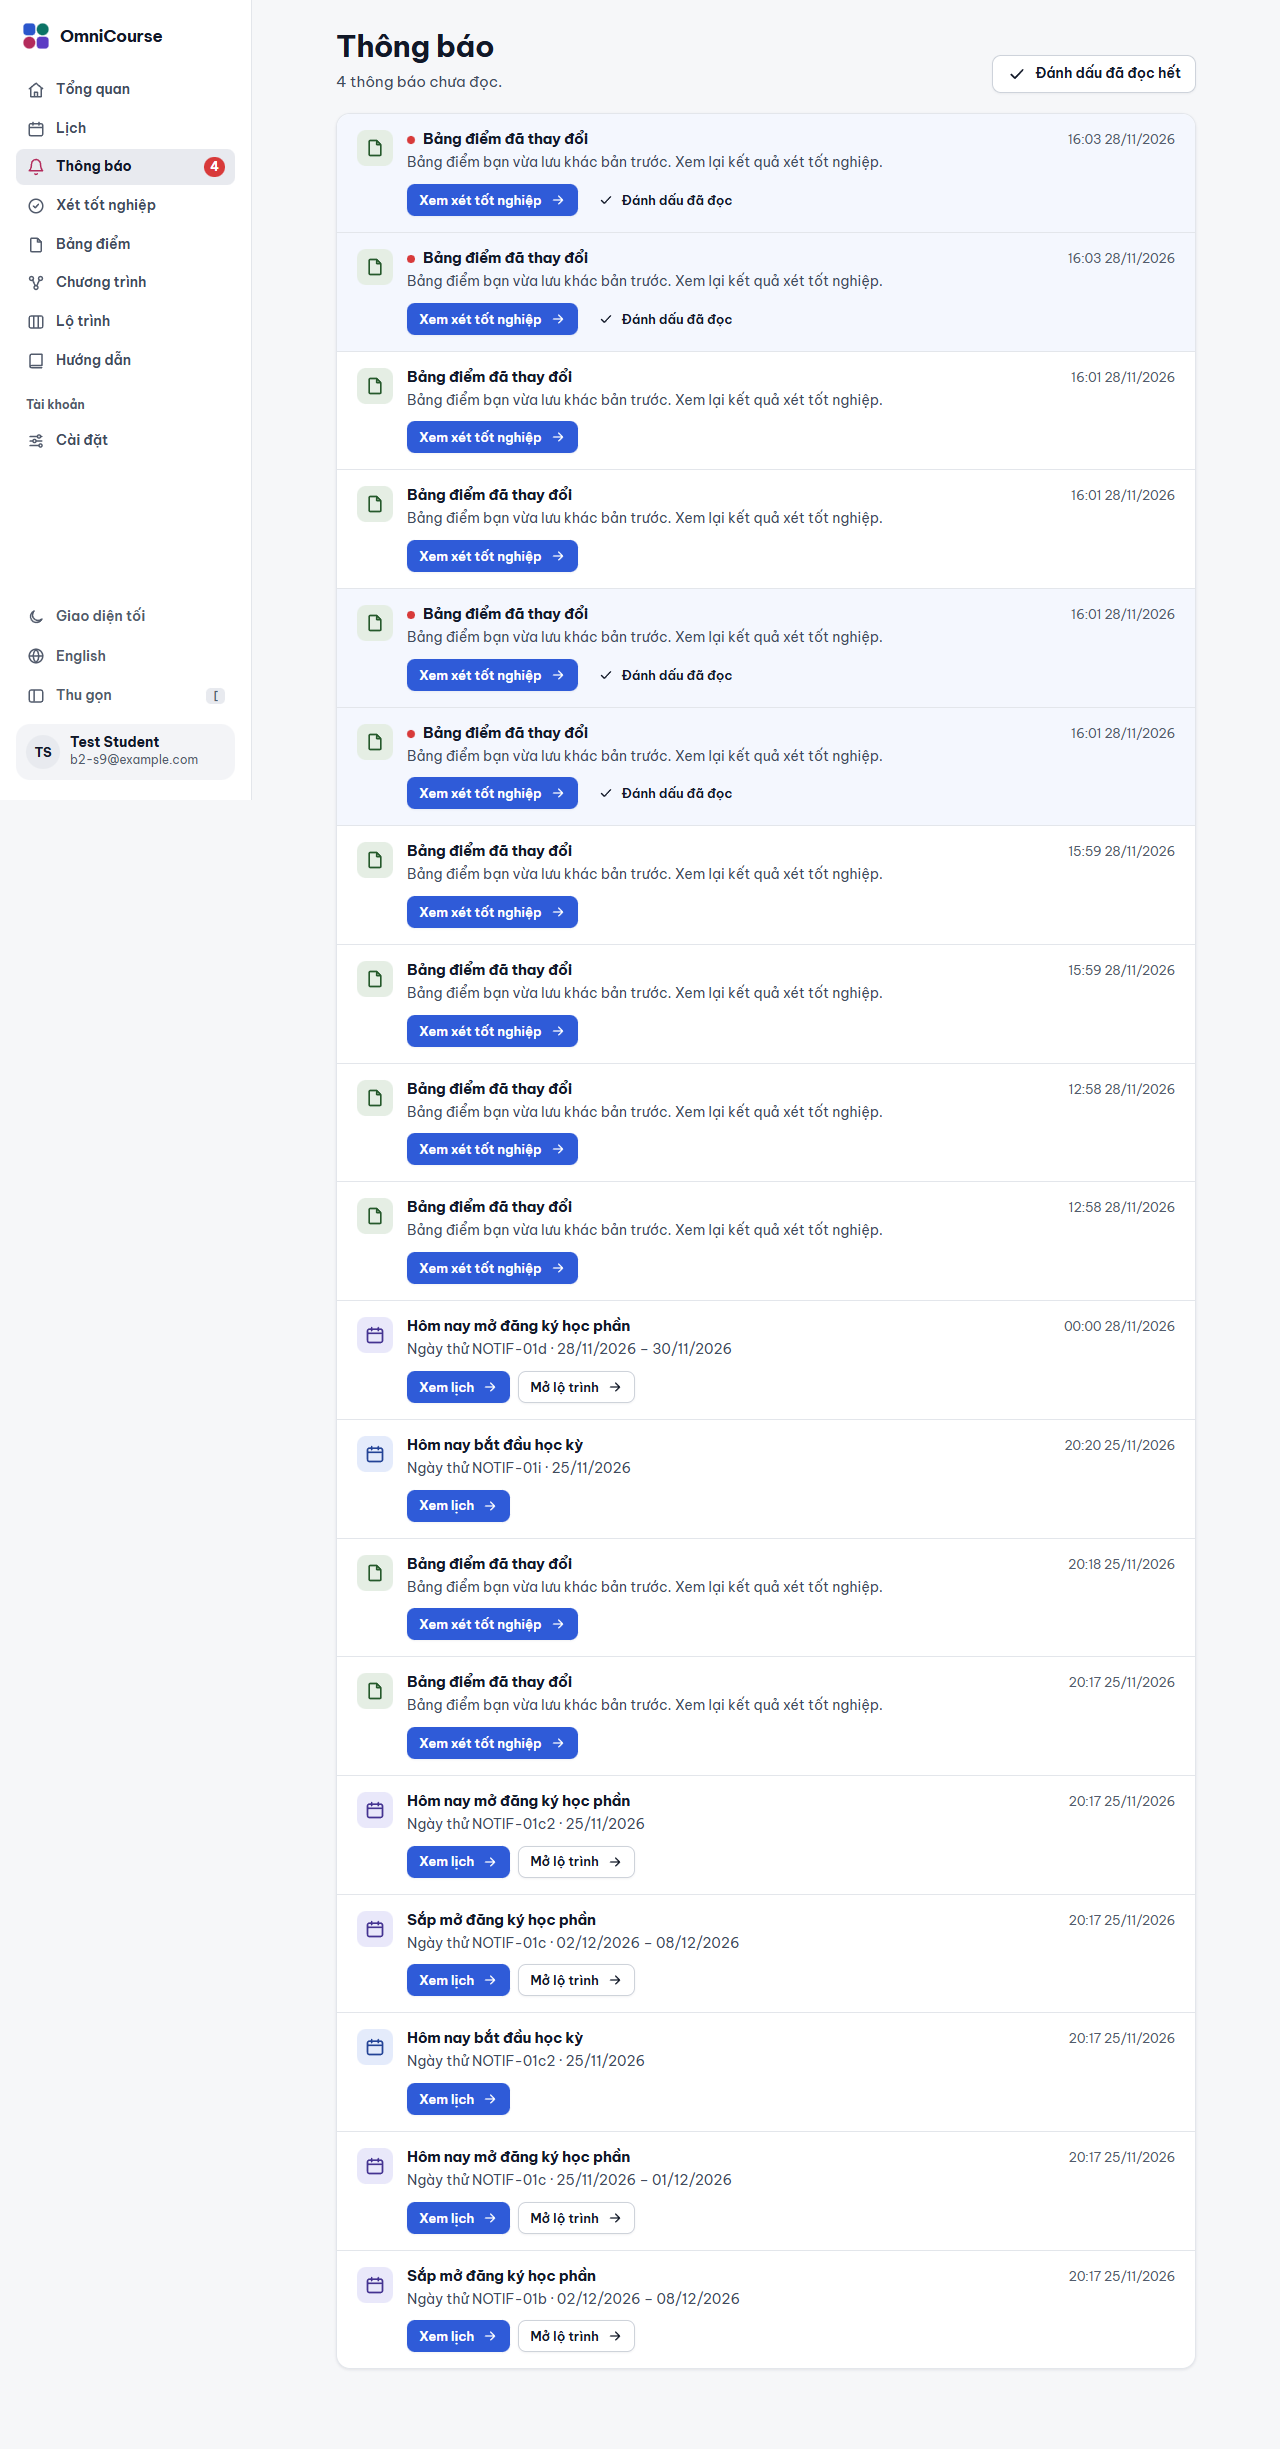 OmniCourse
Tổng quan
Lịch
Thông báo 4
Xét tốt nghiệp
Bảng điểm
Chương trình
Lộ trình
Hướng dẫn
Tài khoản
Cài đặt
Giao diện tối
English
Thu gọn [
TS
Test Student
b2-s9@example.com
Thông báo
4 thông báo chưa đọc.
Đánh dấu đã đọc hết
Bảng điểm đã thay đổi 16:03 28/11/2026
Bảng điểm bạn vừa lưu khác bản trước. Xem lại kết quả xét tốt nghiệp.
Xem xét tốt nghiệp Đánh dấu đã đọc
Bảng điểm đã thay đổi 16:03 28/11/2026
Bảng điểm bạn vừa lưu khác bản trước. Xem lại kết quả xét tốt nghiệp.
Xem xét tốt nghiệp Đánh dấu đã đọc
Bảng điểm đã thay đổi 16:01 28/11/2026
Bảng điểm bạn vừa lưu khác bản trước. Xem lại kết quả xét tốt nghiệp.
Xem xét tốt nghiệp
Bảng điểm đã thay đổi 16:01 28/11/2026
Bảng điểm bạn vừa lưu khác bản trước. Xem lại kết quả xét tốt nghiệp.
Xem xét tốt nghiệp
Bảng điểm đã thay đổi 16:01 28/11/2026
Bảng điểm bạn vừa lưu khác bản trước. Xem lại kết quả xét tốt nghiệp.
Xem xét tốt nghiệp Đánh dấu đã đọc
Bảng điểm đã thay đổi 16:01 28/11/2026
Bảng điểm bạn vừa lưu khác bản trước. Xem lại kết quả xét tốt nghiệp.
Xem xét tốt nghiệp Đánh dấu đã đọc
Bảng điểm đã thay đổi 15:59 28/11/2026
Bảng điểm bạn vừa lưu khác bản trước. Xem lại kết quả xét tốt nghiệp.
Xem xét tốt nghiệp
Bảng điểm đã thay đổi 15:59 28/11/2026
Bảng điểm bạn vừa lưu khác bản trước. Xem lại kết quả xét tốt nghiệp.
Xem xét tốt nghiệp
Bảng điểm đã thay đổi 12:58 28/11/2026
Bảng điểm bạn vừa lưu khác bản trước. Xem lại kết quả xét tốt nghiệp.
Xem xét tốt nghiệp
Bảng điểm đã thay đổi 12:58 28/11/2026
Bảng điểm bạn vừa lưu khác bản trước. Xem lại kết quả xét tốt nghiệp.
Xem xét tốt nghiệp
Hôm nay mở đăng ký học phần 00:00 28/11/2026
Ngày thử NOTIF-01d · 28/11/2026 – 30/11/2026
Xem lịch Mở lộ trình
Hôm nay bắt đầu học kỳ 20:20 25/11/2026
Ngày thử NOTIF-01i · 25/11/2026
Xem lịch
Bảng điểm đã thay đổi 20:18 25/11/2026
Bảng điểm bạn vừa lưu khác bản trước. Xem lại kết quả xét tốt nghiệp.
Xem xét tốt nghiệp
Bảng điểm đã thay đổi 20:17 25/11/2026
Bảng điểm bạn vừa lưu khác bản trước. Xem lại kết quả xét tốt nghiệp.
Xem xét tốt nghiệp
Hôm nay mở đăng ký học phần 20:17 25/11/2026
Ngày thử NOTIF-01c2 · 25/11/2026
Xem lịch Mở lộ trình
Sắp mở đăng ký học phần 20:17 25/11/2026
Ngày thử NOTIF-01c · 02/12/2026 – 08/12/2026
Xem lịch Mở lộ trình
Hôm nay bắt đầu học kỳ 20:17 25/11/2026
Ngày thử NOTIF-01c2 · 25/11/2026
Xem lịch
Hôm nay mở đăng ký học phần 20:17 25/11/2026
Ngày thử NOTIF-01c · 25/11/2026 – 01/12/2026
Xem lịch Mở lộ trình
Sắp mở đăng ký học phần 20:17 25/11/2026
Ngày thử NOTIF-01b · 02/12/2026 – 08/12/2026
Xem lịch Mở lộ trình